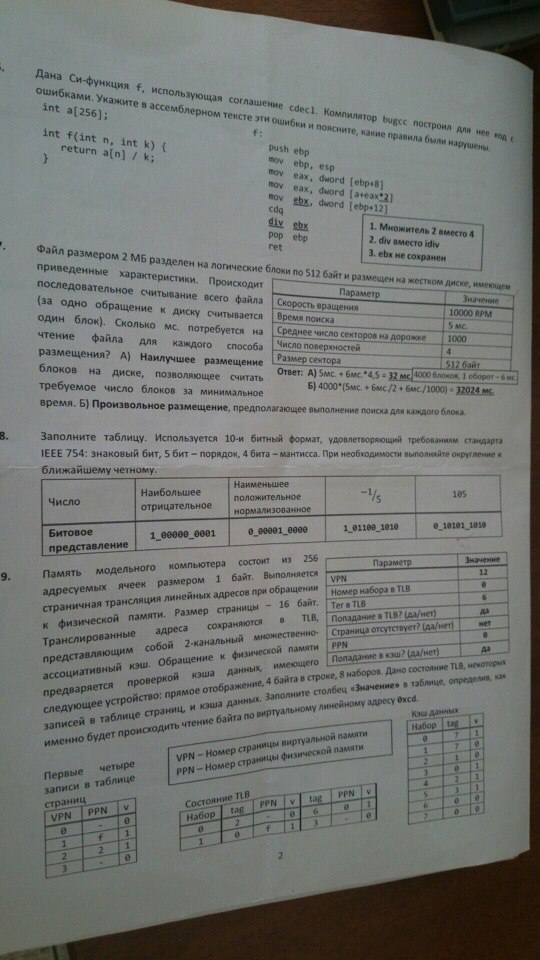 Дана Си-функция f, использующая соглашение cdecl. Компилятор bugcc построил для нее код с
ошибками. Укажите в ассемблерном тексте эти ошибки и поясните, какие правила были нарушены.
int a[256];
int f(int n, int k) {
return a[n] / k;
}
f:
push ebp
mov ebp, esp
mov eax, dword [ebp+8]
mov eax, dword [a+eax*2]
mov ebx, dword [ebp+12]
cdq
div ebx
pop ebp
ret
1. Множитель 2 вместо 4
2. div вместо idiv
3. ebx не сохранен
7.
Файл размером 2 МБ разделен на логические блоки по 512 байт и размещен на жестком диске, имеющем
приведенные характеристики. Происходит
последовательное считывание всего файла
(за одно обращение к диску считывается
один блок). Сколько мс. потребуется на
чтение файла для каждого способа
размещения? А) Наилучшее размещение
блоков на диске, позволяющее считать
требуемое число блоков за минимальное
время. Б) Произвольное размещение, предполагающее выполнение поиска для каждого блока.
Параметр Значение
Скорость вращения 10000 RPM
Время поиска 5 мс.
Среднее число секторов на дорожке 1000
Число поверхностей 4
Размер сектора 512 байт
Ответ: А) 5мс. + 6мс.*4,5 = 32 мс. 4000 блоков, 1 оборот – 6 мс.
Б) 4000*(5мс. + 6мс./2 + 6мс./1000) = 32024 мс.
8.
Заполните таблицу. Используется 10-и битный формат, удовлетворяющий требованиям стандарта
IEEE 754: знаковый бит, 5 бит – порядок, 4 бита – мантисса. При необходимости выполняйте округление к
ближайшему четному.
Число Наибольшее отрицательное Наименьшее положительное нормализованное −1/5 105
Битовое представление 1_00000_0001 0_00001_0000 1_01100_1010 0_10101_1010
9.
Память модельного компьютера состоит из 256
адресуемых ячеек размером 1 байт. Выполняется
страничная трансляция линейных адресов при обращении
к физической памяти. Размер страницы – 16 байт.
Транслированные адреса сохраняются в TLB,
представляющим собой 2-канальный множественно-
ассоциативный кэш. Обращение к физической памяти
предваряется проверкой кэша данных, имеющего
следующее устройство: прямое отображение, 4 байта в строке, 8 наборов. Дано состояние TLB, некоторых
записей в таблице страниц, и кэша данных. Заполните столбец «Значение» в таблице, определив, как
именно будет происходить чтение байта по виртуальному линейному адресу 0xcd.
Параметр Значение
VPN 12
Номер набора в TLB 0
Тег в TLB 6
Попадание в TLB? (да/нет) да
Страница отсутствует? (да/нет) нет
PPN 0
Попадание в кэш? (да/нет) да
VPN – Номер страницы виртуальной памяти
PPN – Номер страницы физической памяти
Кэш данных
Набор tag v
0 7 1
1 7 0
2 1 0
3 0 1
4 2 1
5 3 1
6 0 0
7 0 0
Первые четыре
записи в таблице
страниц
VPN PPN v
0 - 0
1 f 1
2 2 1
3 - 0
Состояние TLB
Набор tag PPN v tag PPN v
0 2 - 0 6 0 1
1 0 f 1 3 - 0
2